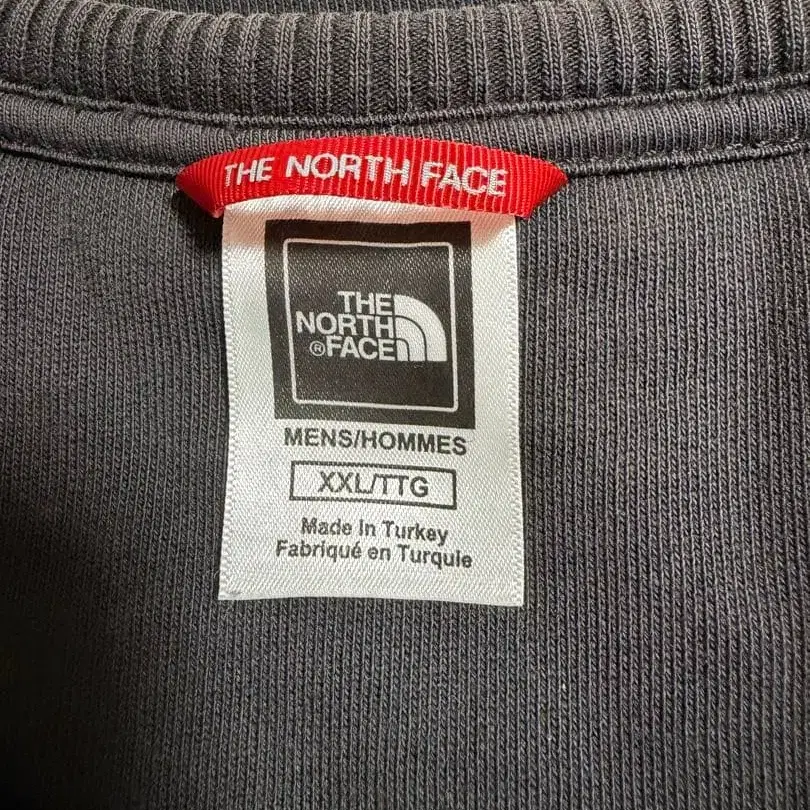 THE NORTH FACE
THE
NORTH
®FACE
MENS/HOMMES
XXL/TTG
Made In Turkey
Fabriqué en Turquie